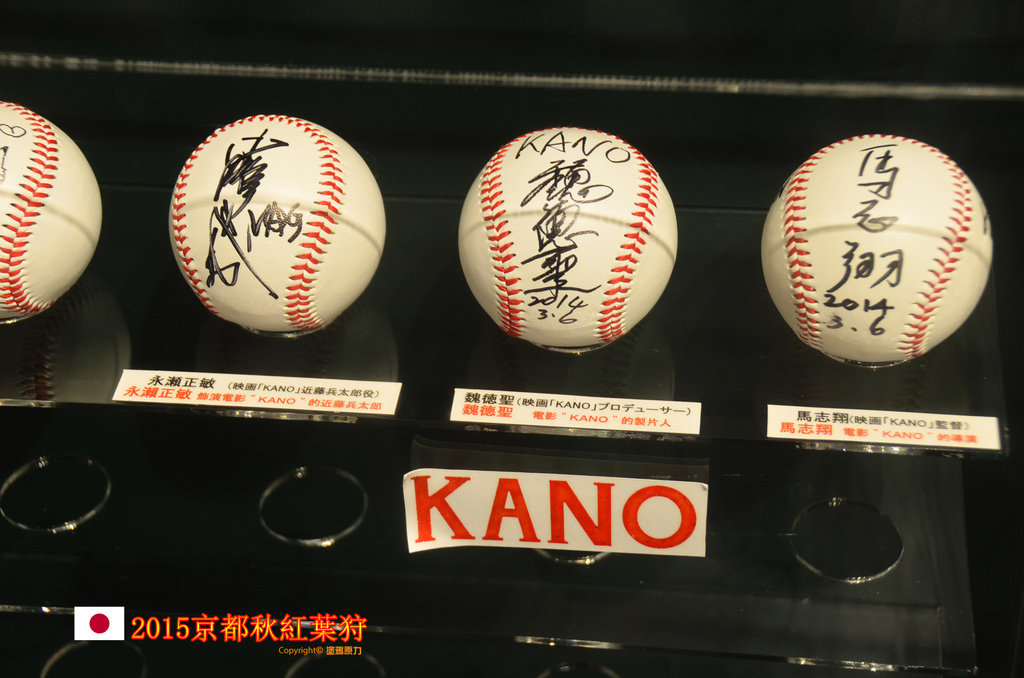 KANO
魏德聖
2014
3.6
馬志翔
2014
3.6
永瀬正敏 (映画「KANO」近藤兵太郎役)
永瀬正敏 飾演電影"KANO"的近藤兵太郎
魏德聖(映画「KANO」プロデューサー)
魏德聖 電影"KANO"的製片人
馬志翔(映画「KANO」監督)
馬志翔 電影"KANO"的導演
KANO
2015京都秋紅葉狩
Copyright©